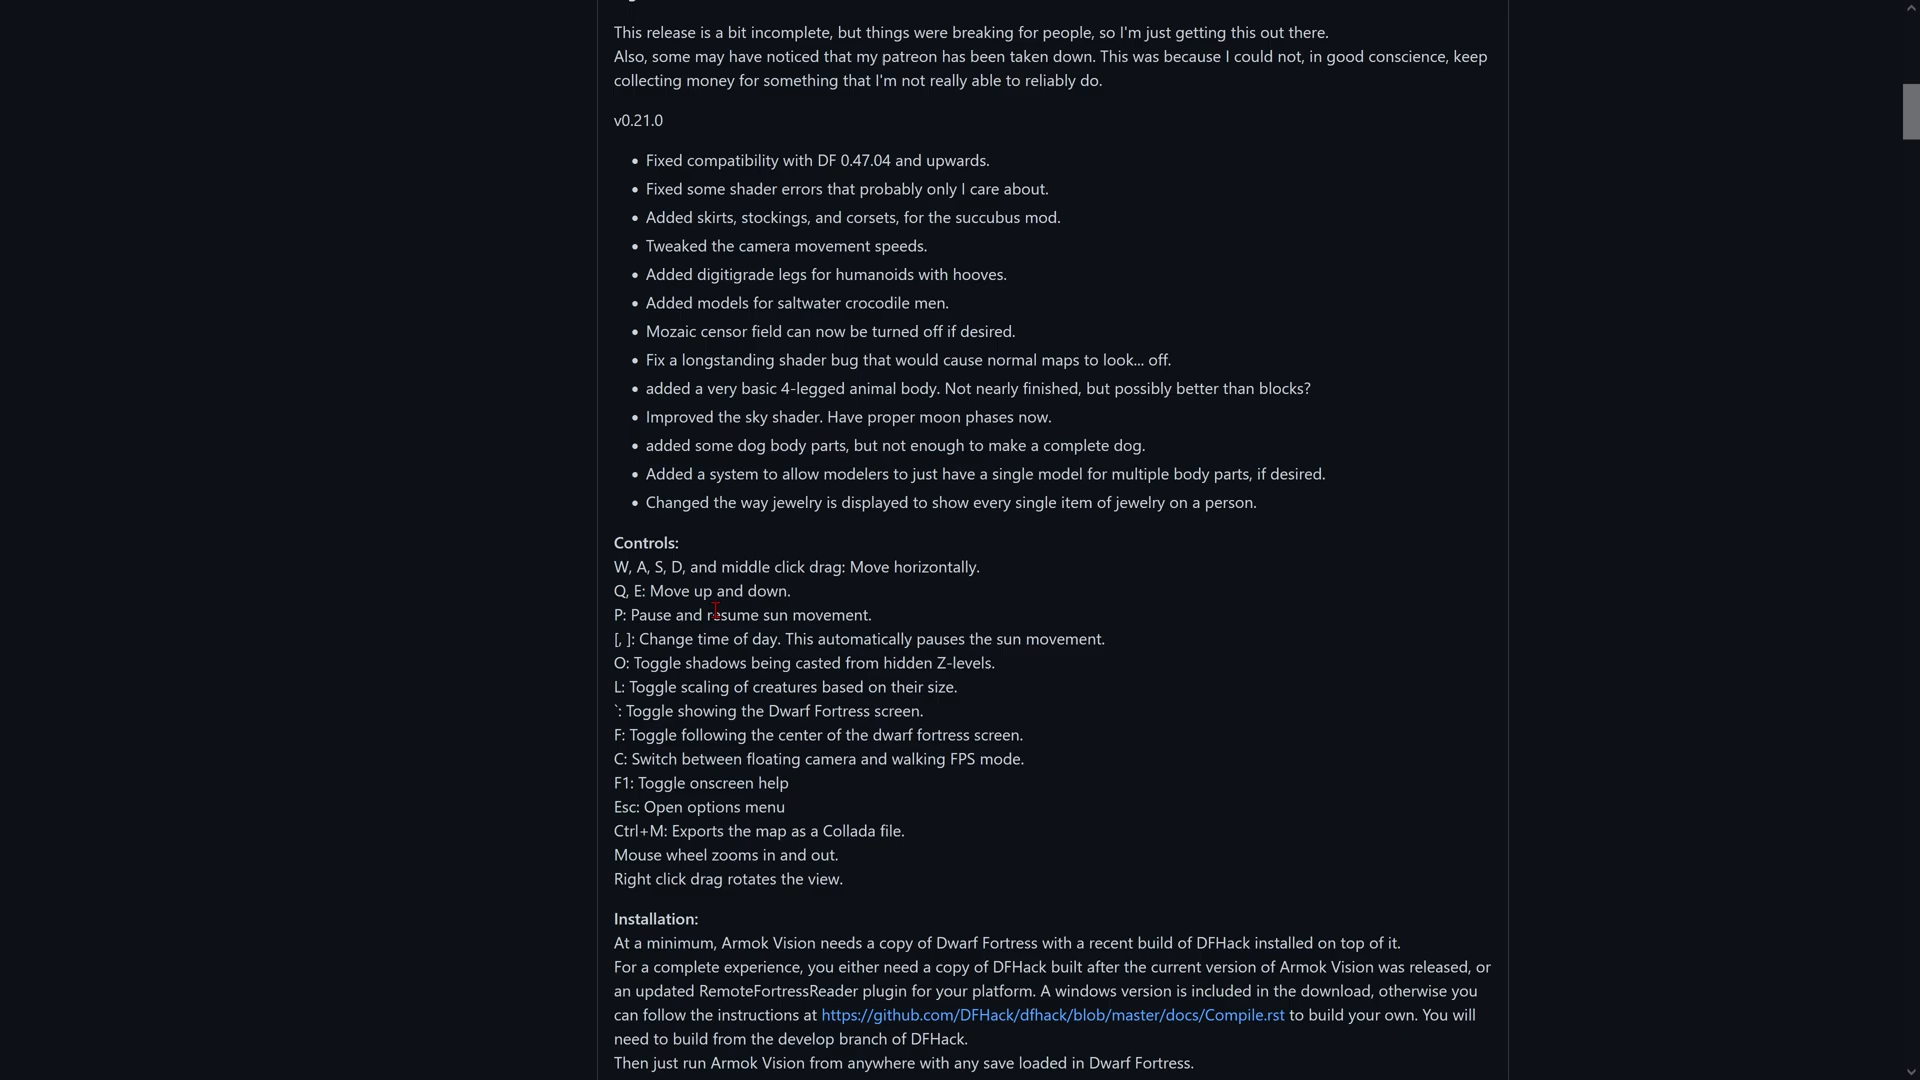 This release is a bit incomplete, but things were breaking for people, so I'm just getting this out there.
Also, some may have noticed that my patreon has been taken down. This was because I could not, in good conscience, keep
collecting money for something that I'm not really able to reliably do.
v0.21.0
• Fixed compatibility with DF 0.47.04 and upwards.
• Fixed some shader errors that probably only I care about.
• Added skirts, stockings, and corsets, for the succubus mod.
• Tweaked the camera movement speeds.
• Added digitigrade legs for humanoids with hooves.
• Added models for saltwater crocodile men.
• Mozaic censor field can now be turned off if desired.
• Fix a longstanding shader bug that would cause normal maps to look... off.
• added a very basic 4-legged animal body. Not nearly finished, but possibly better than blocks?
• Improved the sky shader. Have proper moon phases now.
• added some dog body parts, but not enough to make a complete dog.
• Added a system to allow modelers to just have a single model for multiple body parts, if desired.
• Changed the way jewelry is displayed to show every single item of jewelry on a person.
Controls:
W, A, S, D, and middle click drag: Move horizontally.
Q, E: Move up and down.
P: Pause and resume sun movement.
[, ]: Change time of day. This automatically pauses the sun movement.
O: Toggle shadows being casted from hidden Z-levels.
L: Toggle scaling of creatures based on their size.
`: Toggle showing the Dwarf Fortress screen.
F: Toggle following the center of the dwarf fortress screen.
C: Switch between floating camera and walking FPS mode.
F1: Toggle onscreen help
Esc: Open options menu
Ctrl+M: Exports the map as a Collada file.
Mouse wheel zooms in and out.
Right click drag rotates the view.
Installation:
At a minimum, Armok Vision needs a copy of Dwarf Fortress with a recent build of DFHack installed on top of it.
For a complete experience, you either need a copy of DFHack built after the current version of Armok Vision was released, or
an updated RemoteFortressReader plugin for your platform. A windows version is included in the download, otherwise you
can follow the instructions at https://github.com/DFHack/dfhack/blob/master/docs/Compile.rst to build your own. You will
need to build from the develop branch of DFHack.
Then just run Armok Vision from anywhere with any save loaded in Dwarf Fortress.